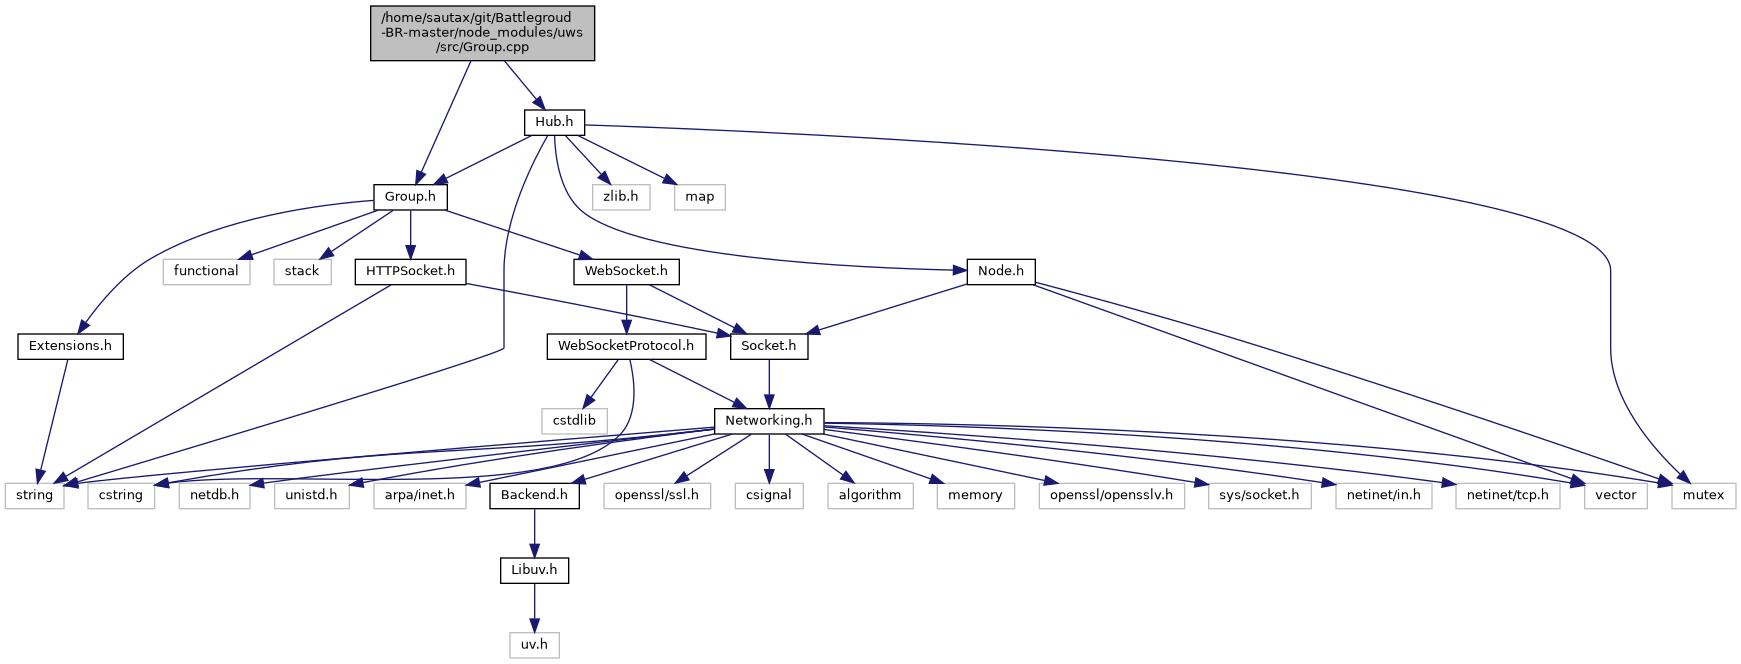 /home/sautax/git/Battlegroud
-BR-master/node_modules/uws
/src/Group.cpp
Hub.h
Group.h
zlib.h
map
functional
stack
HTTPSocket.h
WebSocket.h
Node.h
Extensions.h
WebSocketProtocol.h
Socket.h
cstdlib
Networking.h
string
cstring
netdb.h
unistd.h
arpa/inet.h
Backend.h
openssl/ssl.h
csignal
algorithm
memory
openssl/opensslv.h
sys/socket.h
netinet/in.h
netinet/tcp.h
vector
mutex
Libuv.h
uv.h